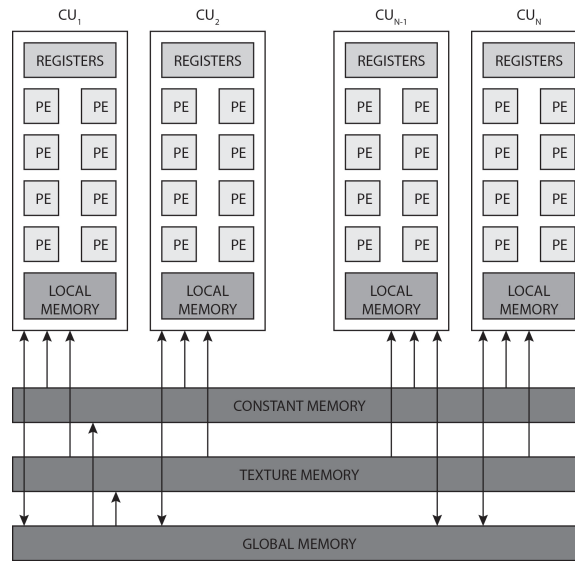 CU1 CU2 CUN-1 CUN
REGISTERS REGISTERS REGISTERS REGISTERS
PE PE PE PE PE PE PE PE
PE PE PE PE PE PE PE PE
PE PE PE PE PE PE PE PE
PE PE PE PE PE PE PE PE
LOCAL MEMORY LOCAL MEMORY LOCAL MEMORY LOCAL MEMORY
CONSTANT MEMORY
TEXTURE MEMORY
GLOBAL MEMORY